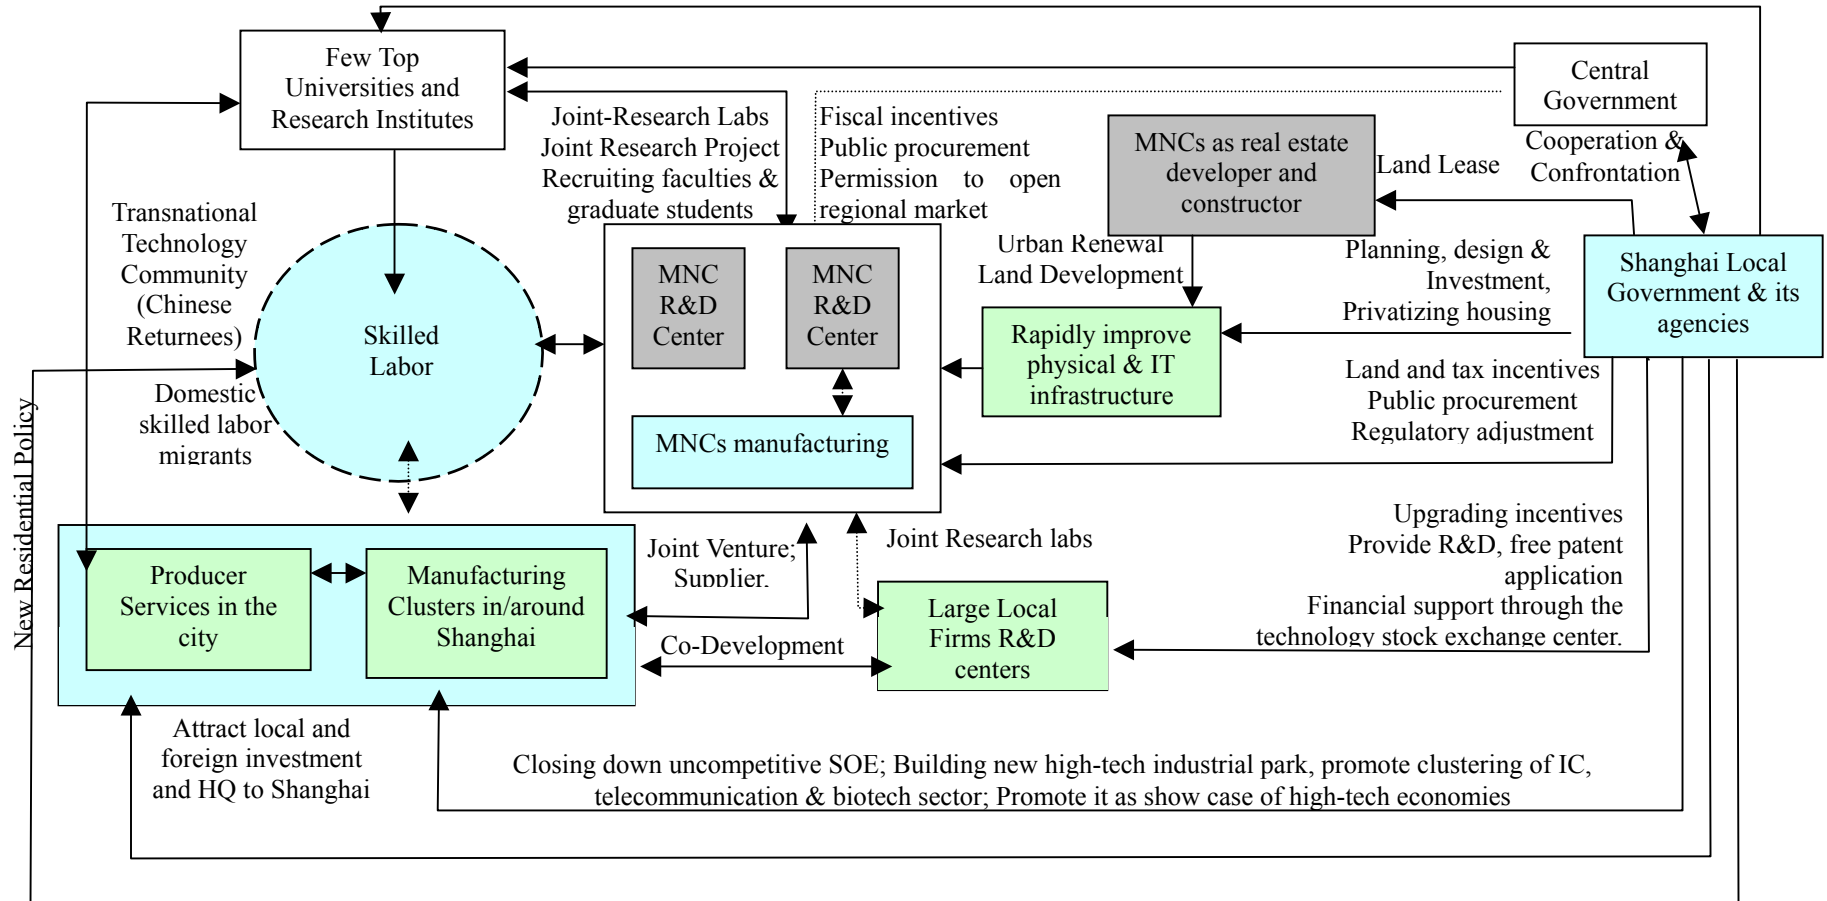 Few Top
Universities and
Research Institutes
Central
Government
Joint-Research Labs
Joint Research Project
Recruiting faculties &
graduate students
Fiscal incentives
Public procurement
Permission to open
regional market
MNCs as real estate
developer and
constructor
Land Lease
Cooperation &
Confrontation
Transnational
Technology
Community
(Chinese
Returnees)
Skilled
Labor
MNC
R&D
Center
MNC
R&D
Center
Urban Renewal
Land Development
Planning, design &
Investment,
Privatizing housing
Shanghai Local
Government & its
agencies
Rapidly improve
physical & IT
infrastructure
Land and tax incentives
Public procurement
Regulatory adjustment
Domestic
skilled labor
migrants
New Residential Policy
MNCs manufacturing
Joint Venture;
Supplier.
Joint Research labs
Upgrading incentives
Provide R&D, free patent
application
Financial support through the
technology stock exchange center.
Producer
Services in the
city
Manufacturing
Clusters in/around
Shanghai
Co-Development
Large Local
Firms R&D
centers
Attract local and
foreign investment
and HQ to Shanghai
Closing down uncompetitive SOE; Building new high-tech industrial park, promote clustering of IC,
telecommunication & biotech sector; Promote it as show case of high-tech economies